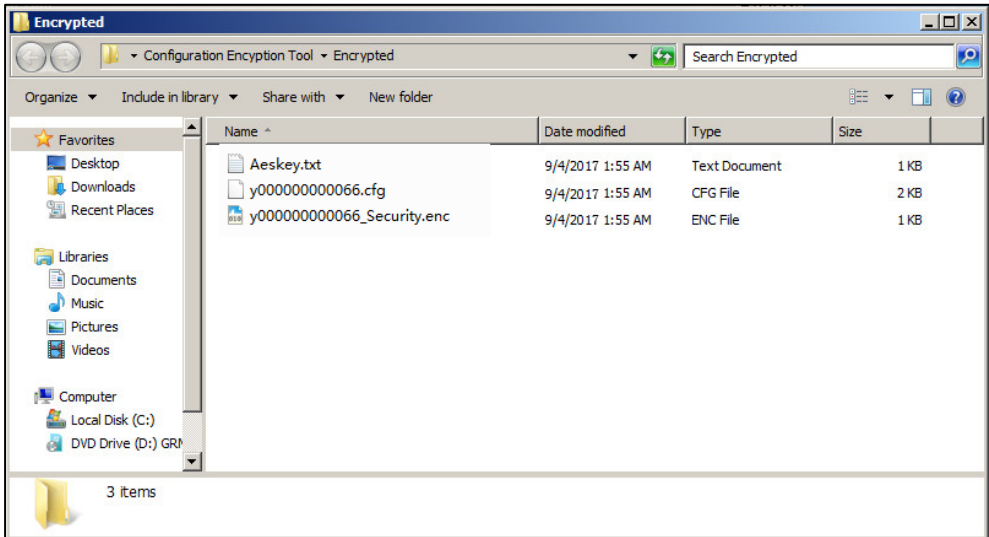 Encrypted
Configuration Encyption Tool Encrypted Search Encrypted
Organize Include in library Share with New folder
Name Date modified Type Size
Favorites
Desktop
Downloads
Recent Places
Libraries
Documents
Music
Pictures
Videos
Computer
Local Disk (C:)
DVD Drive (D:) GRM
Aeskey.txt 9/4/2017 1:55 AM Text Document 1 KB
y000000000066.cfg 9/4/2017 1:55 AM CFG File 2 KB
y000000000066_Security.enc 9/4/2017 1:55 AM ENC File 1 KB
3 items